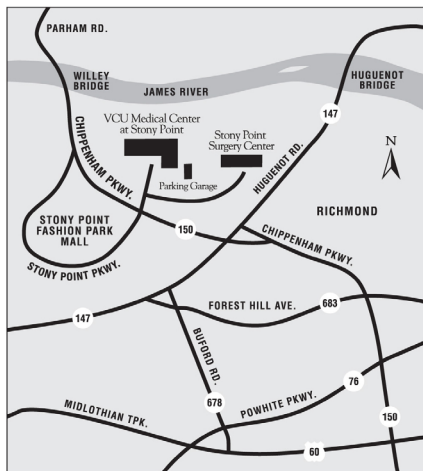 PARHAM RD.
WILLEY
BRIDGE
JAMES RIVER
HUGUENOT
BRIDGE
147
VCU Medical Center
at Stony Point
Stony Point
Surgery Center
Parking Garage
HUGUENOT RD.
N
CHIPPENHAM PKWY.
RICHMOND
STONY POINT
FASHION PARK
MALL
150
CHIPPENHAM PKWY.
STONY POINT PKWY.
FOREST HILL AVE.
683
147
BUFORD RD.
76
MIDLOTHIAN TPK.
678
POWHITE PKWY.
150
60